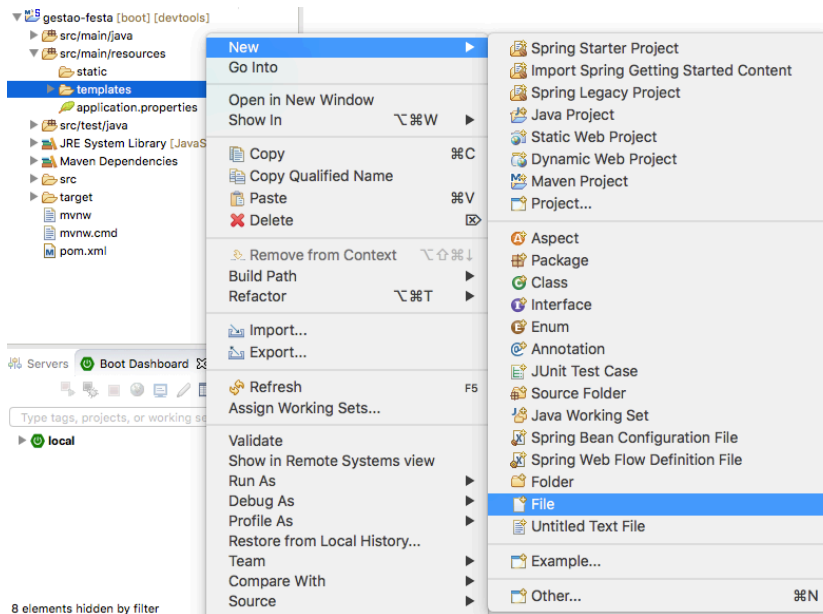 gestao-festa [boot] [devtools]
src/main/java
src/main/resources
static
templates
application.properties
src/test/java
JRE System Library [JavaS
Maven Dependencies
src
target
mvnw
mvnw.cmd
pom.xml
Servers Boot Dashboard
Type tags, projects, or working se
local
8 elements hidden by filter
New
Go Into
Open in New Window
Show In ⌥⌘W
Copy ⌘C
Copy Qualified Name
Paste ⌘V
Delete ⌦
Remove from Context ⌥⇧⌘↓
Build Path
Refactor ⌥⌘T
Import...
Export...
Refresh F5
Assign Working Sets...
Validate
Show in Remote Systems view
Run As
Debug As
Profile As
Restore from Local History...
Team
Compare With
Source
Spring Starter Project
Import Spring Getting Started Content
Spring Legacy Project
Java Project
Static Web Project
Dynamic Web Project
Maven Project
Project...
Aspect
Package
Class
Interface
Enum
Annotation
JUnit Test Case
Source Folder
Java Working Set
Spring Bean Configuration File
Spring Web Flow Definition File
Folder
File
Untitled Text File
Example...
Other... ⌘N